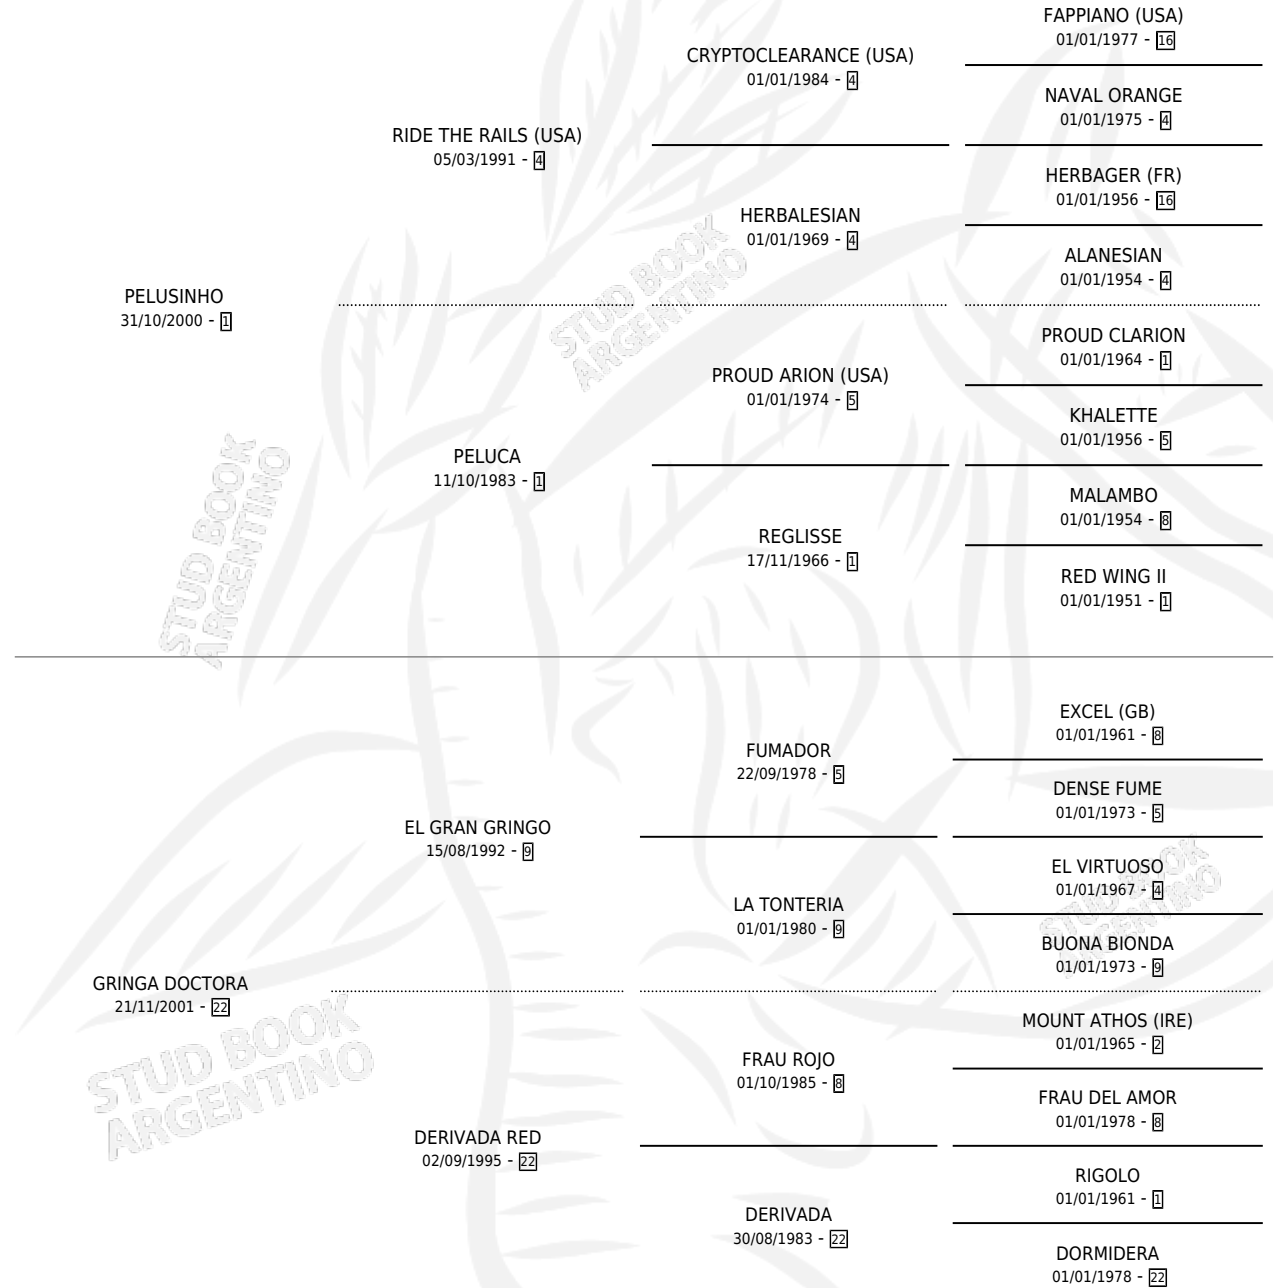 FAPPIANO (USA)
01/01/1977 - 16
CRYPTOCLEARANCE (USA)
01/01/1984 - 4
NAVAL ORANGE
01/01/1975 - 4
RIDE THE RAILS (USA)
05/03/1991 - 4
HERBAGER (FR)
01/01/1956 - 16
HERBALESIAN
01/01/1969 - 4
ALANESIAN
01/01/1954 - 4
PELUSINHO
31/10/2000 - 1
PROUD CLARION
01/01/1964 - 1
PROUD ARION (USA)
01/01/1974 - 5
KHALETTE
01/01/1956 - 5
PELUCA
11/10/1983 - 1
MALAMBO
01/01/1954 - 8
REGLISSE
17/11/1966 - 1
RED WING II
01/01/1951 - 1
EXCEL (GB)
01/01/1961 - 8
FUMADOR
22/09/1978 - 5
DENSE FUME
01/01/1973 - 5
EL GRAN GRINGO
15/08/1992 - 9
EL VIRTUOSO
01/01/1967 - 4
LA TONTERIA
01/01/1980 - 9
BUONA BIONDA
01/01/1973 - 9
GRINGA DOCTORA
21/11/2001 - 22
MOUNT ATHOS (IRE)
01/01/1965 - 2
FRAU ROJO
01/10/1985 - 8
FRAU DEL AMOR
01/01/1978 - 8
DERIVADA RED
02/09/1995 - 22
RIGOLO
01/01/1961 - 1
DERIVADA
30/08/1983 - 22
DORMIDERA
01/01/1978 - 22
STUD BOOK
ARGENTINO
STUD BOOK
ARGENTINO
STUD BOOK
ARGENTINO
STUD BOOK
ARGENTINO